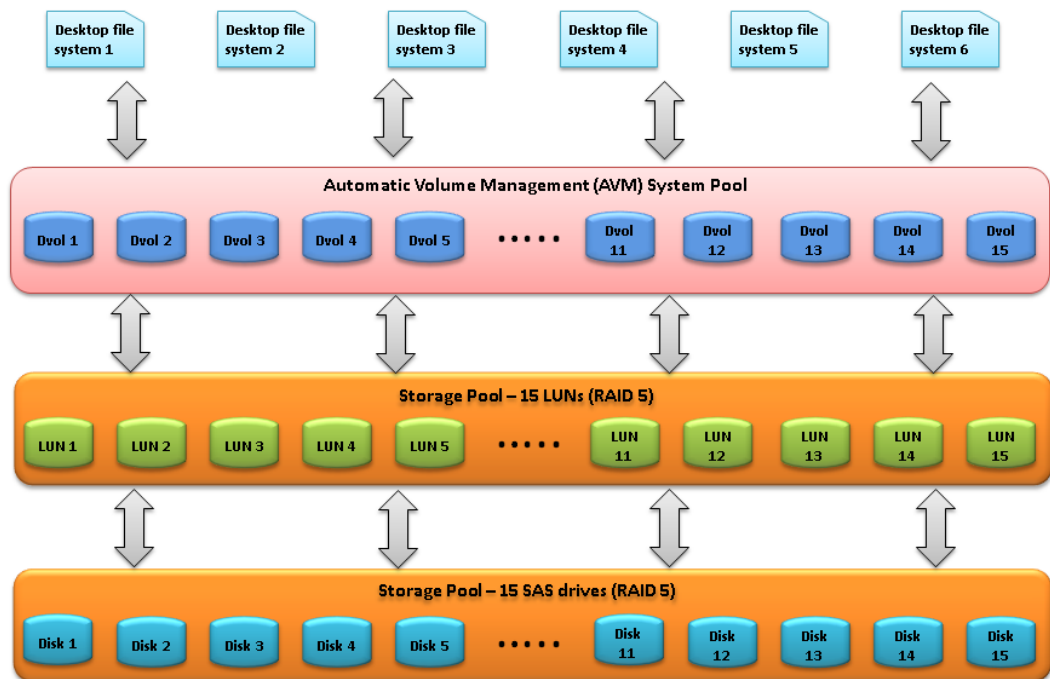 Desktop file
system 1
Desktop file
system 2
Desktop file
system 3
Desktop file
system 4
Desktop file
system 5
Desktop file
system 6
Automatic Volume Management (AVM) System Pool
Dvol 1
Dvol 2
Dvol 3
Dvol 4
Dvol 5
.....
Dvol
11
Dvol
12
Dvol
13
Dvol
14
Dvol
15
Storage Pool – 15 LUNs (RAID 5)
LUN 1
LUN 2
LUN 3
LUN 4
LUN 5
.....
LUN
11
LUN
12
LUN
13
LUN
14
LUN
15
Storage Pool – 15 SAS drives (RAID 5)
Disk 1
Disk 2
Disk 3
Disk 4
Disk 5
.....
Disk
11
Disk
12
Disk
13
Disk
14
Disk
15